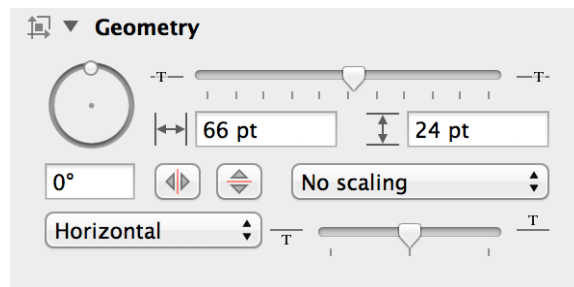 Geometry
-T— —T-
66 pt 24 pt
0° No scaling
Horizontal T T